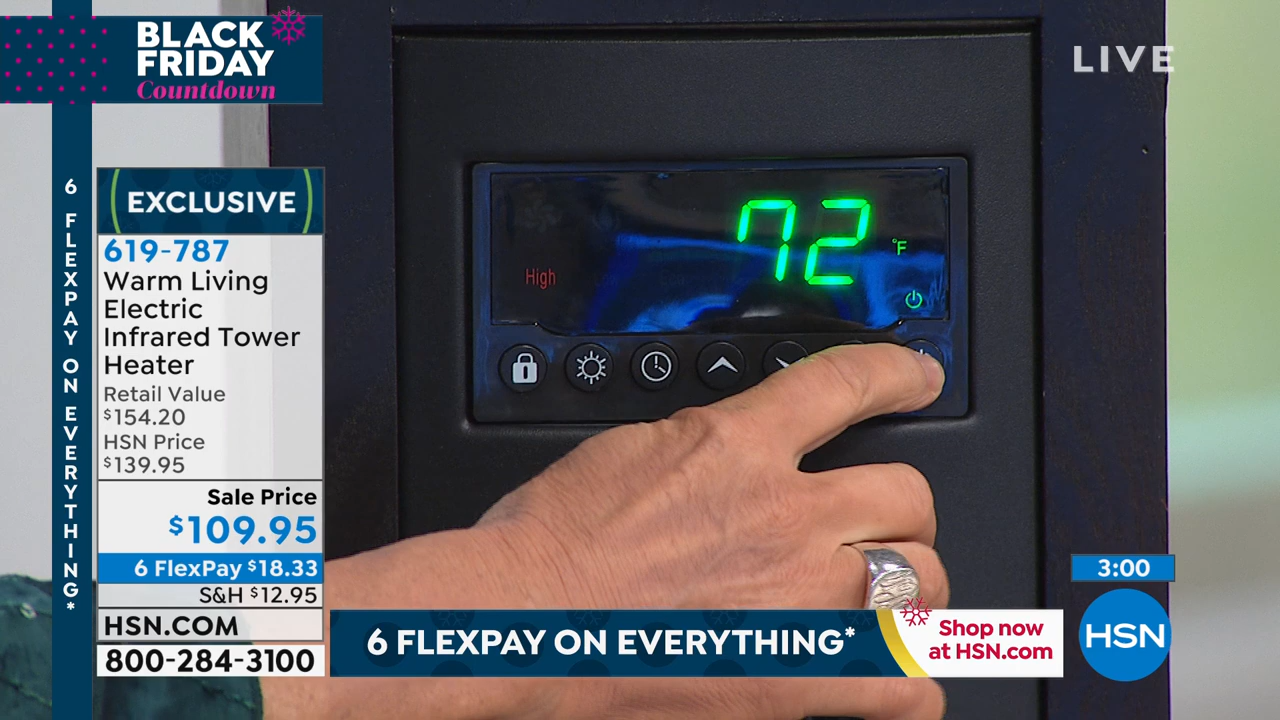 BLACK
FRIDAY
Countdown
LIVE
6 FLEXPAY ON EVERYTHING*
EXCLUSIVE
619-787
Warm Living
Electric
Infrared Tower
Heater
Retail Value
$154.20
HSN Price
$139.95
Sale Price
$109.95
6 FlexPay $18.33
S&H $12.95
HSN.COM
800-284-3100
72
°F
High
6 FLEXPAY ON EVERYTHING*
Shop now
at HSN.com
3:00
HSN